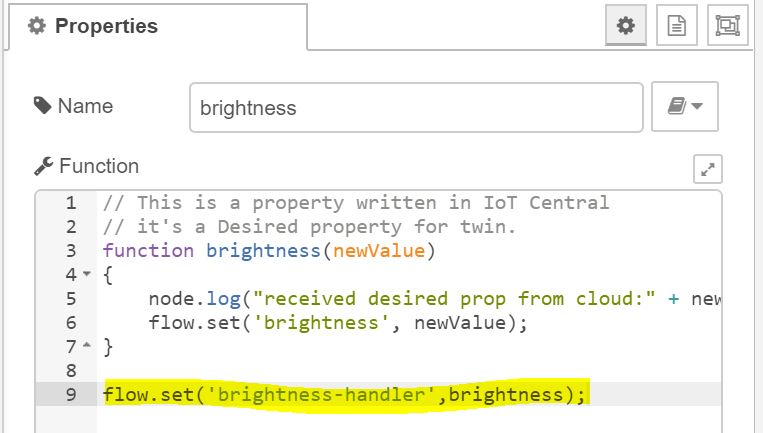 Properties
Name
brightness
Function
1 // This is a property written in IoT Central
2 // it's a Desired property for twin.
3 function brightness(newValue)
4 {
5 node.log("received desired prop from cloud:" + new
6 flow.set('brightness', newValue);
7 }
8
9 flow.set('brightness-handler',brightness);